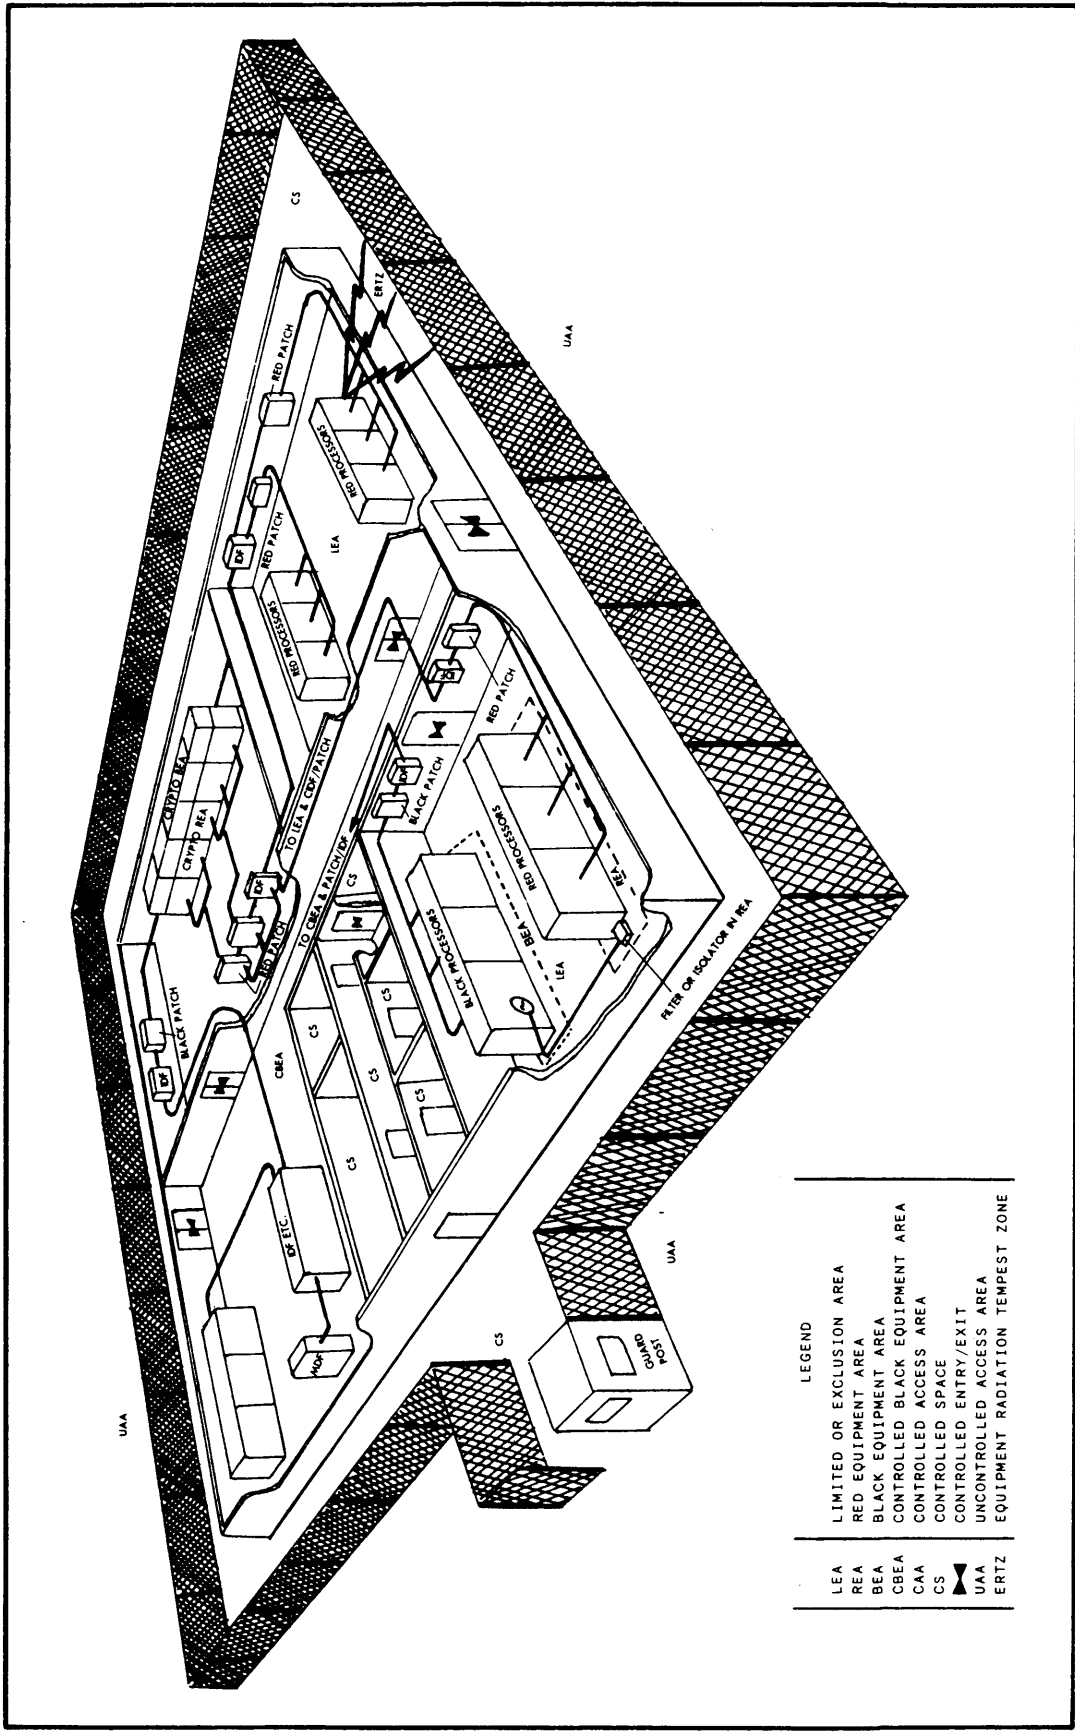 UAA
CS
ERTZ
UAA
RED PATCH
IDF
RED PATCH
RED PROCESSORS
RED PROCESSORS
LEA
CRYPTO BEA
CRYPTO REA
IDF
RED PATCH
TO LEA & CIDF/PATCH
TO CBEA & PATCH/IDF
IDF
BLACK PATCH
CBEA
IDF
RED PATCH
IDF
BLACK PATCH
CS
CS
CS
CS
CS
CS
BLACK PROCESSORS
BEA
LEA
RED PROCESSORS
REA
FILTER OR ISOLATOR IN REA
IDF ETC.
MDF
CS
GUARD POST
UAA
LEGEND
LEA LIMITED OR EXCLUSION AREA
REA RED EQUIPMENT AREA
BEA BLACK EQUIPMENT AREA
CBEA CONTROLLED BLACK EQUIPMENT AREA
CAA CONTROLLED ACCESS AREA
CS CONTROLLED SPACE
CONTROLLED ENTRY/EXIT
UAA UNCONTROLLED ACCESS AREA
ERTZ EQUIPMENT RADIATION TEMPEST ZONE